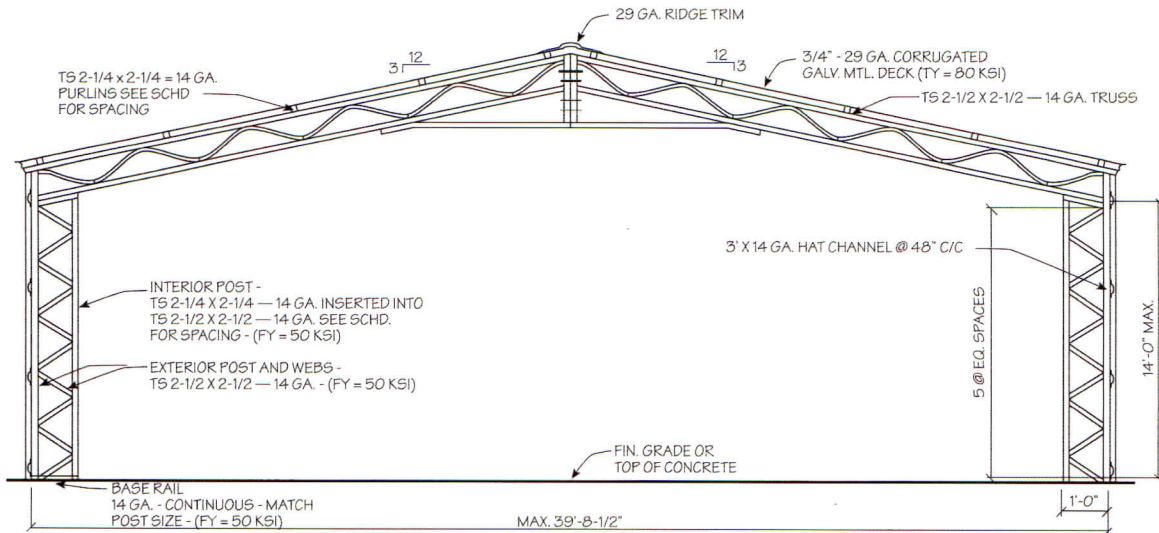 29 GA. RIDGE TRIM
12
3
12
3
3/4" - 29 GA. CORRUGATED
GALV. MTL. DECK (TY = 80 KSI)
TS 2-1/4 x 2-1/4 = 14 GA.
PURLINS SEE SCHD
FOR SPACING
TS 2-1/2 X 2-1/2 — 14 GA. TRUSS
3' X 14 GA. HAT CHANNEL @ 48" C/C
INTERIOR POST -
TS 2-1/4 X 2-1/4 — 14 GA. INSERTED INTO
TS 2-1/2 X 2-1/2 — 14 GA. SEE SCHD.
FOR SPACING - (FY = 50 KSI)
EXTERIOR POST AND WEBS -
TS 2-1/2 X 2-1/2 — 14 GA. - (FY = 50 KSI)
5 @ EQ. SPACES
14'-0" MAX.
FIN. GRADE OR
TOP OF CONCRETE
BASE RAIL
14 GA. - CONTINUOUS - MATCH
POST SIZE - (FY = 50 KSI)
1'-0"
MAX. 39'-8-1/2"